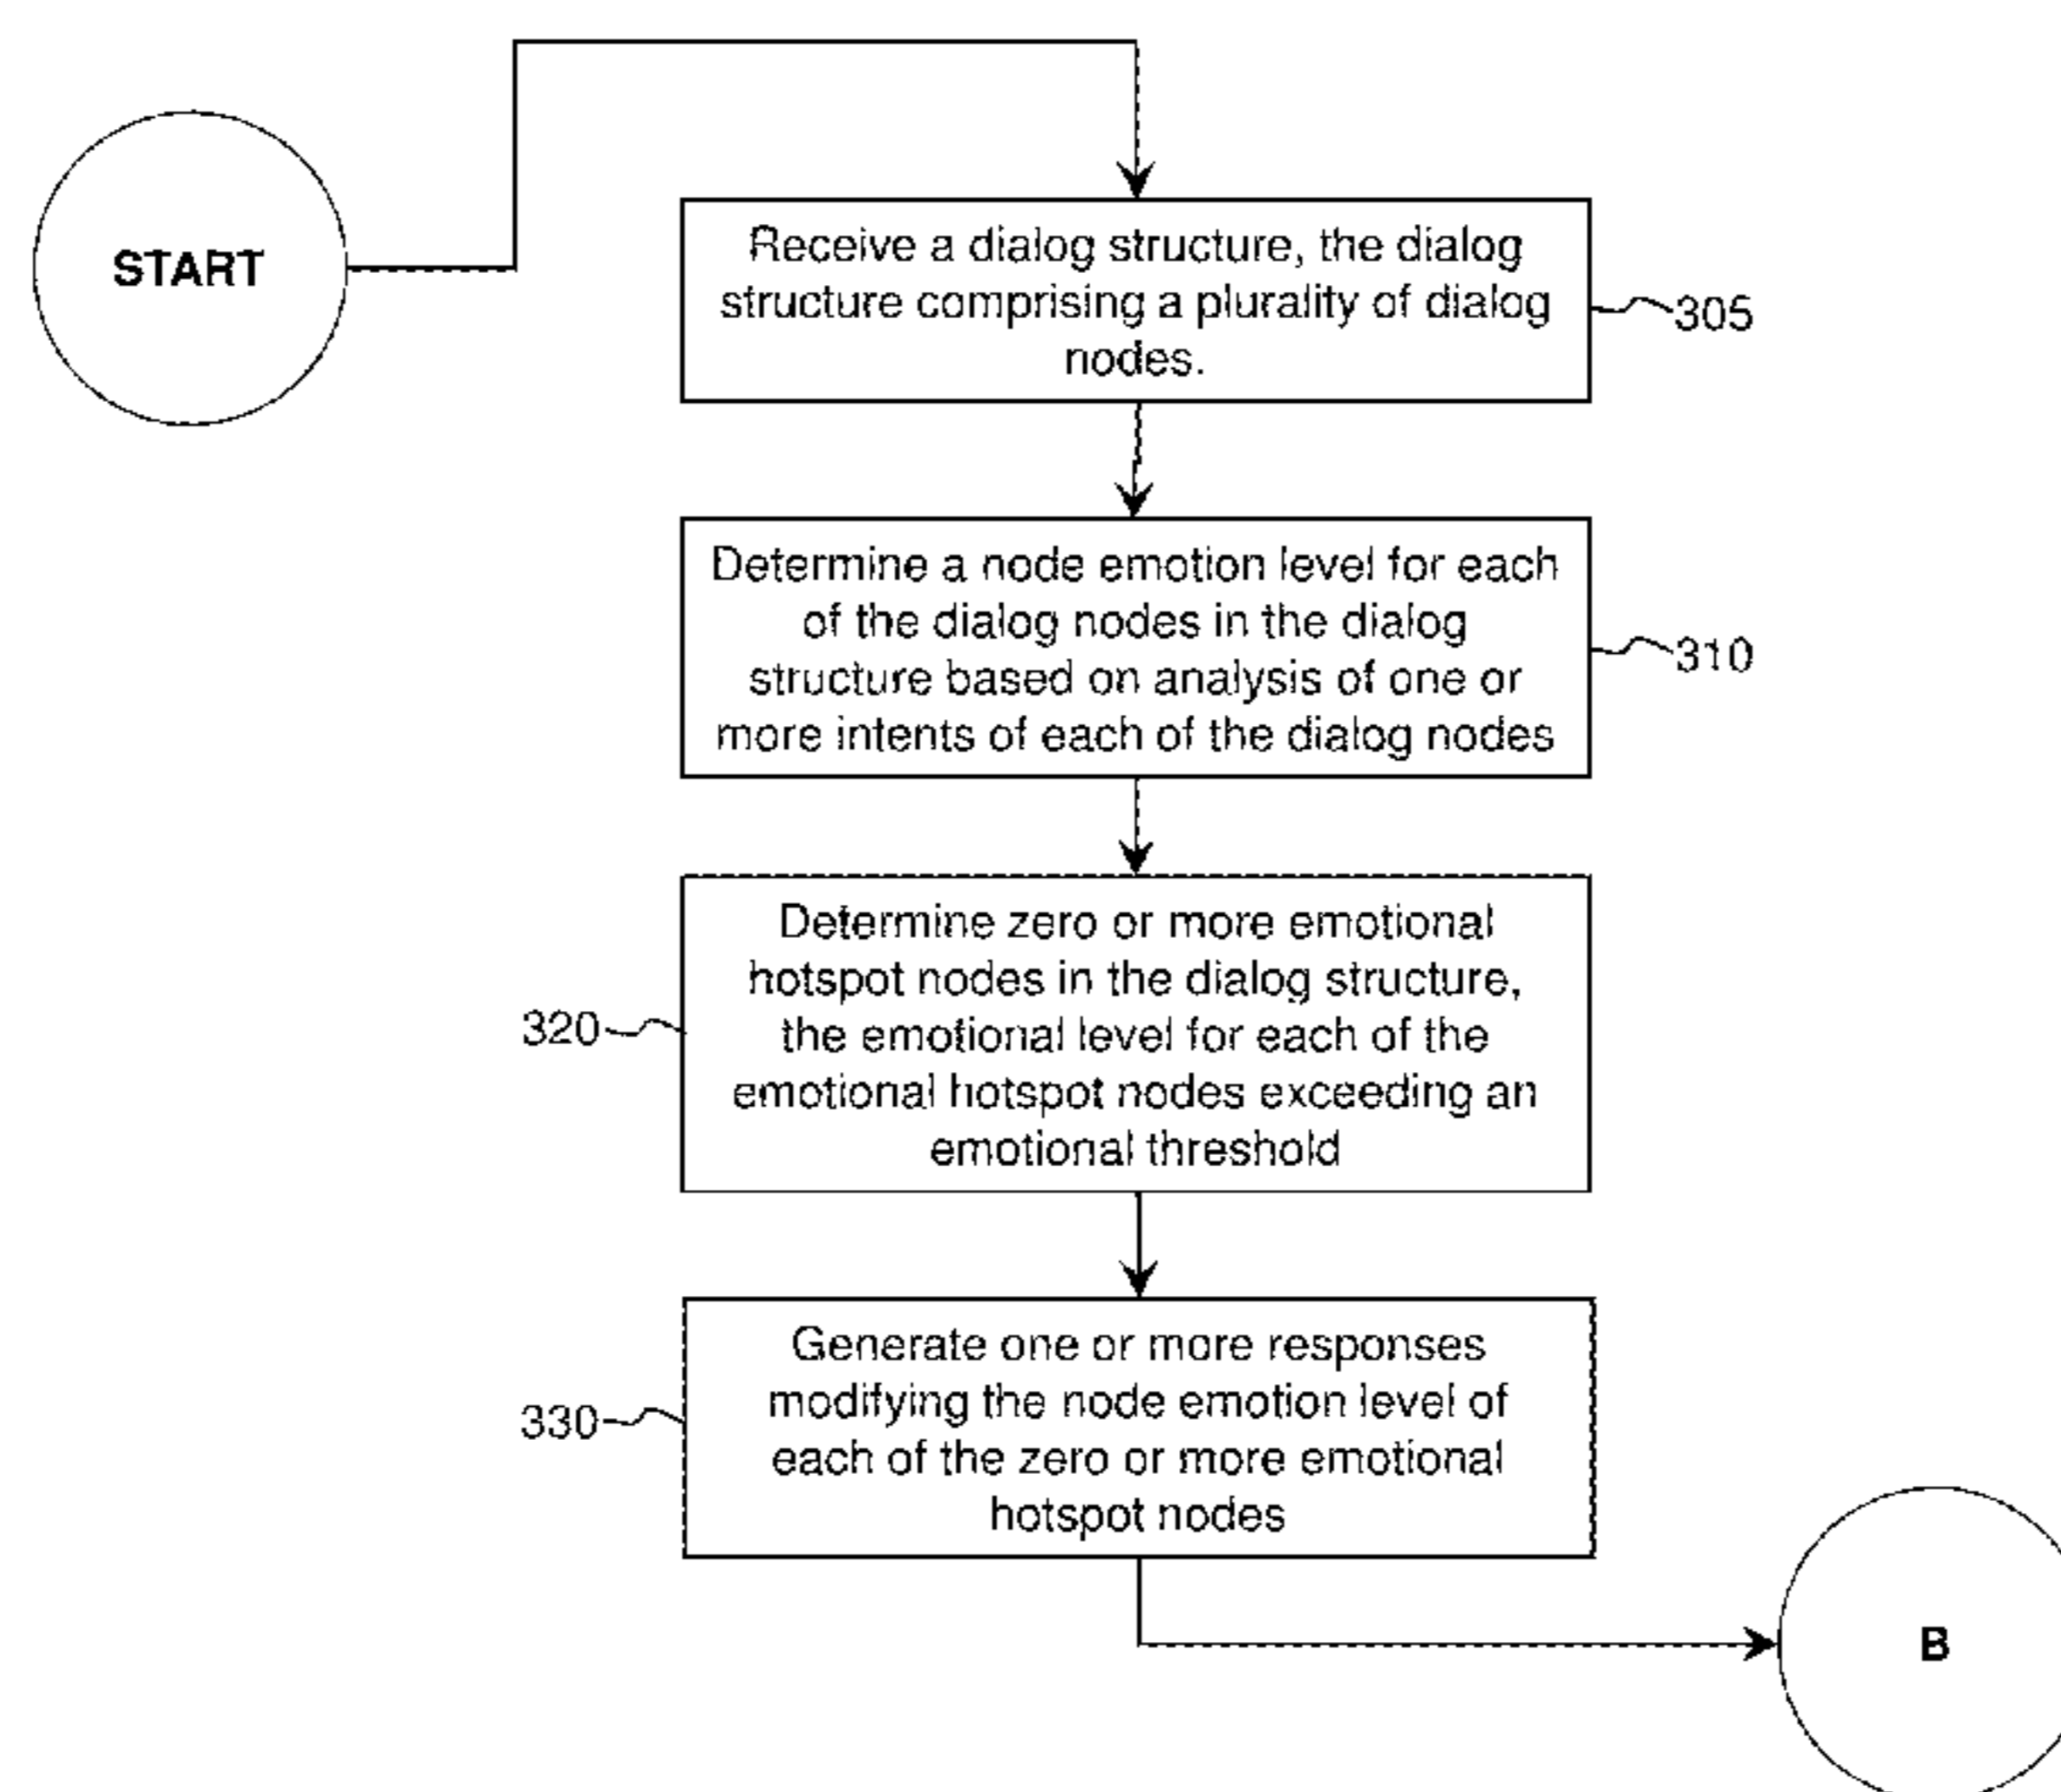 START
Receive a dialog structure, the dialog
structure comprising a plurality of dialog
nodes.
305
Determine a node emotion level for each
of the dialog nodes in the dialog
structure based on analysis of one or
more intents of each of the dialog nodes
310
Determine zero or more emotional
hotspot nodes in the dialog structure,
the emotional level for each of the
emotional hotspot nodes exceeding an
emotional threshold
320
Generate one or more responses
modifying the node emotion level of
each of the zero or more emotional
hotspot nodes
330
B